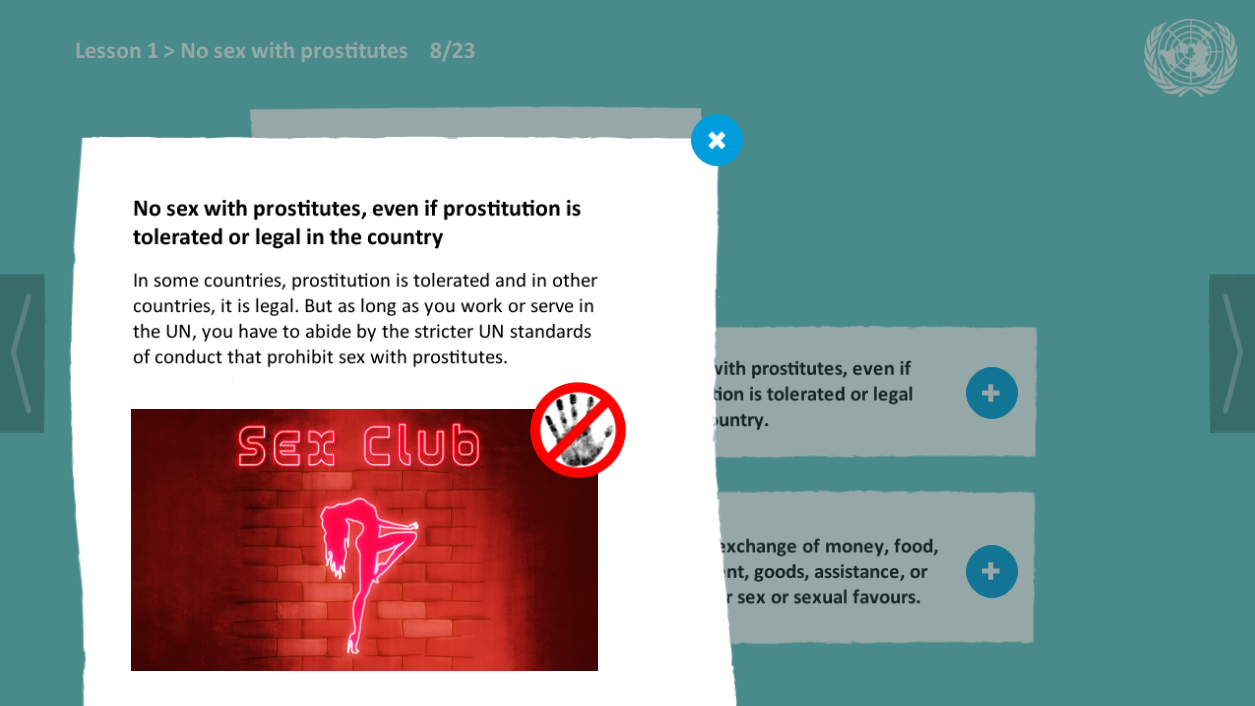 Lesson 1 > No sex with prostitutes 8/23
No sex with prostitutes, even if prostitution is
tolerated or legal in the country
In some countries, prostitution is tolerated and in other
countries, it is legal. But as long as you work or serve in
the UN, you have to abide by the stricter UN standards
of conduct that prohibit sex with prostitutes.
Sex Club
with prostitutes, even if
tion is tolerated or legal
ountry.
exchange of money, food,
nt, goods, assistance, or
r sex or sexual favours.